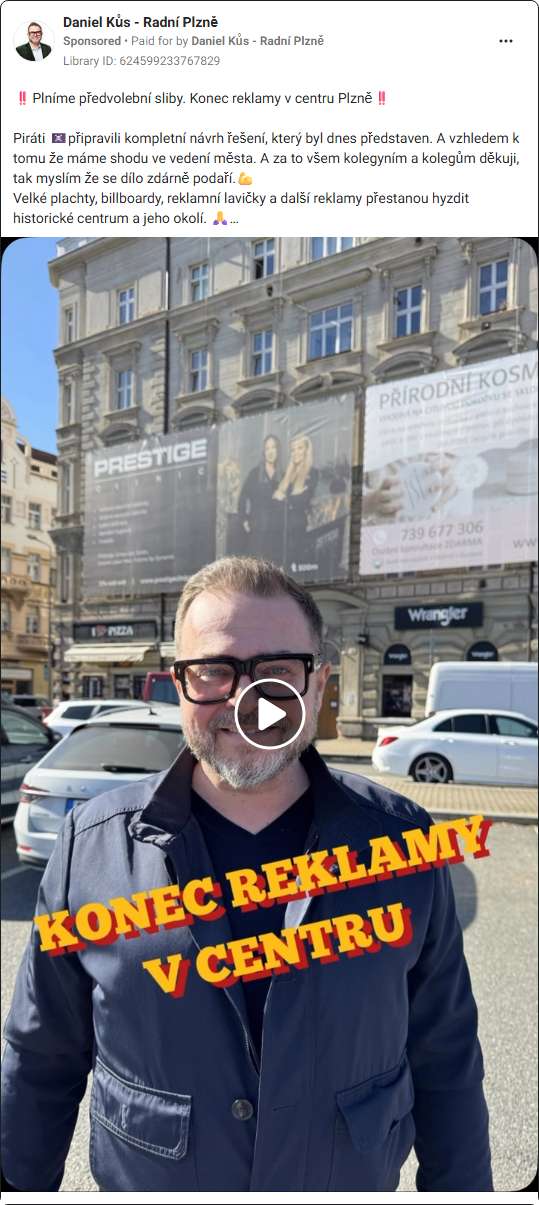 Daniel Kůs - Radní Plzně
Sponsored • Paid for by Daniel Kůs - Radní Plzně
Library ID: 624599233767829
‼️ Plníme předvolební sliby. Konec reklamy v centru Plzně ‼️
Piráti 🏴‍☠️ připravili kompletní návrh řešení, který byl dnes představen. A vzhledem k
tomu že máme shodu ve vedení města. A za to všem kolegyním a kolegům děkuji,
tak myslím že se dílo zdárně podaří. 💪
Velké plachty, billboardy, reklamní lavičky a další reklamy přestanou hyzdit
historické centrum a jeho okolí. 🙏 ...
PŘÍRODNÍ KOSM
PRESTIGE
CLINIC
739 677 306
ZDARMA
WW
Wrangler
PIZZA
KONEC REKLAMY
V CENTRU